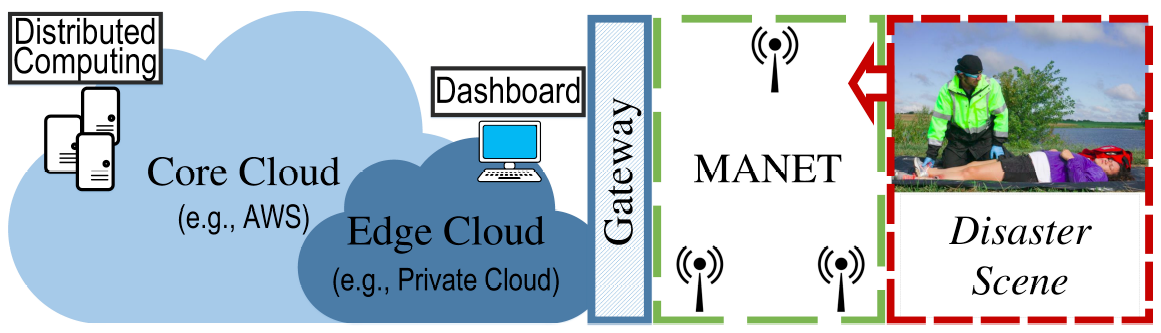 Distributed
Computing
Core Cloud
(e.g., AWS)
Dashboard
Edge Cloud
(e.g., Private Cloud)
Gateway
MANET
Disaster
Scene